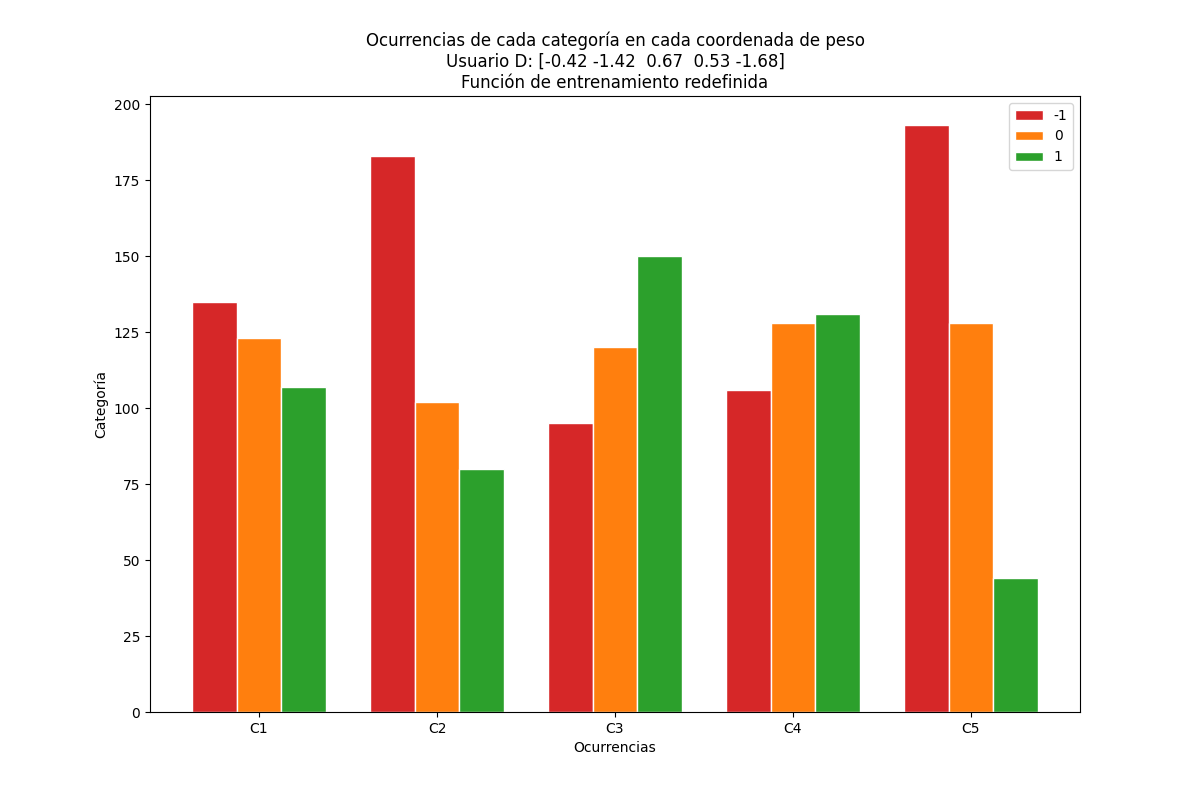 Ocurrencias de cada categoría en cada coordenada de peso
Usuario D: [-0.42 -1.42  0.67  0.53 -1.68]
Función de entrenamiento redefinida
200
175
150
125
100
75
50
25
0
Categoría
-1
0
1
C1
C2
C3
C4
C5
Ocurrencias